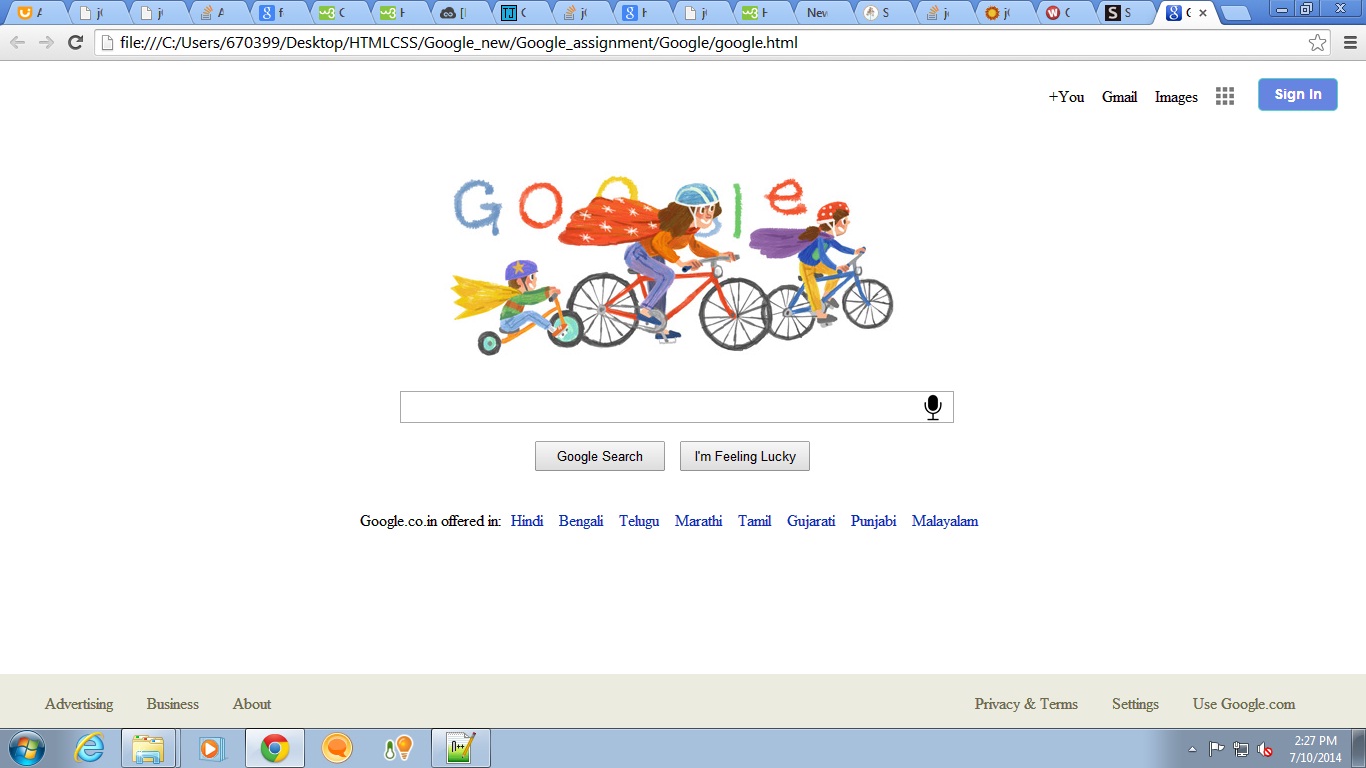 file:///C:/Users/670399/Desktop/HTMLCSS/Google_new/Google_assignment/Google/google.html
+You Gmail Images Sign In
Google
Google Search I'm Feeling Lucky
Google.co.in offered in: Hindi Bengali Telugu Marathi Tamil Gujarati Punjabi Malayalam
Advertising Business About Privacy & Terms Settings Use Google.com
2:27 PM
7/10/2014